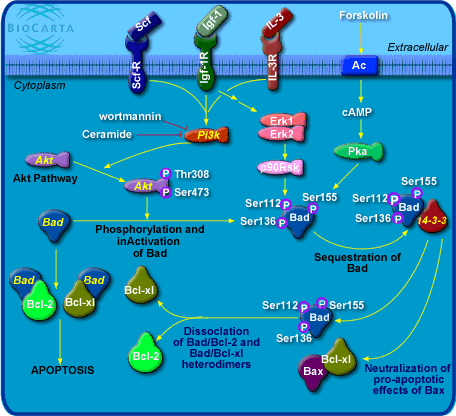 BIOCARTA
Scf
Igf-1
IL-3
Forskolin
Extracellular
Scf-R
Igf-1R
IL-3R
Ac
Cytoplasm
wortmannin
Ceramide
Pi3k
Erk1
Erk2
cAMP
Pka
Akt
Akt Pathway
Akt
P Thr308
P Ser473
p90Rsk
Ser112 P
P Ser155
Ser136 P
Bad
Ser155
Ser112 P
P
Ser136 P
Bad
14-3-3
Bad
Phosphorylation and
inActivation
of Bad
Sequestration of
Bad
Bad
Bcl-2
Bad
Bcl-xl
Bcl-xl
Ser112 P
P
P Ser155
Bad
Ser136
Dissoclation
of Bad/Bcl-2 and
Bad/Bcl-xl
heterodimers
Bcl-2
APOPTOSIS
Bax
Bcl-xl
Neutralization of
pro-apoptotic
effects of Bax